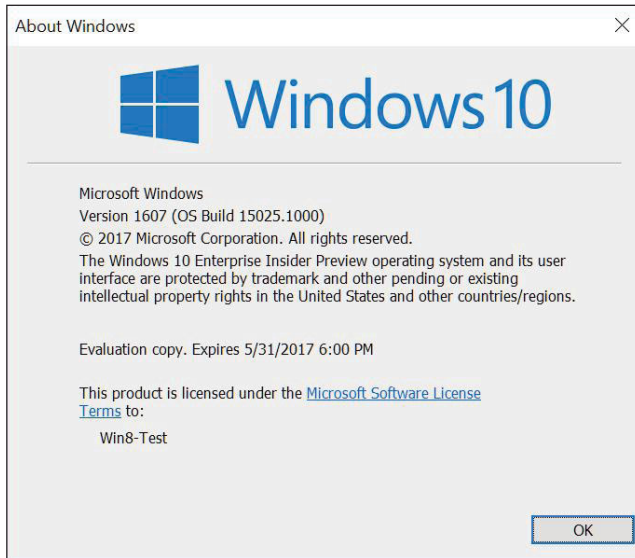 About Windows
Windows 10
Microsoft Windows
Version 1607 (OS Build 15025.1000)
© 2017 Microsoft Corporation. All rights reserved.
The Windows 10 Enterprise Insider Preview operating system and its user
interface are protected by trademark and other pending or existing
intellectual property rights in the United States and other countries/regions.
Evaluation copy. Expires 5/31/2017 6:00 PM
This product is licensed under the Microsoft Software License
Terms to:
Win8-Test
OK